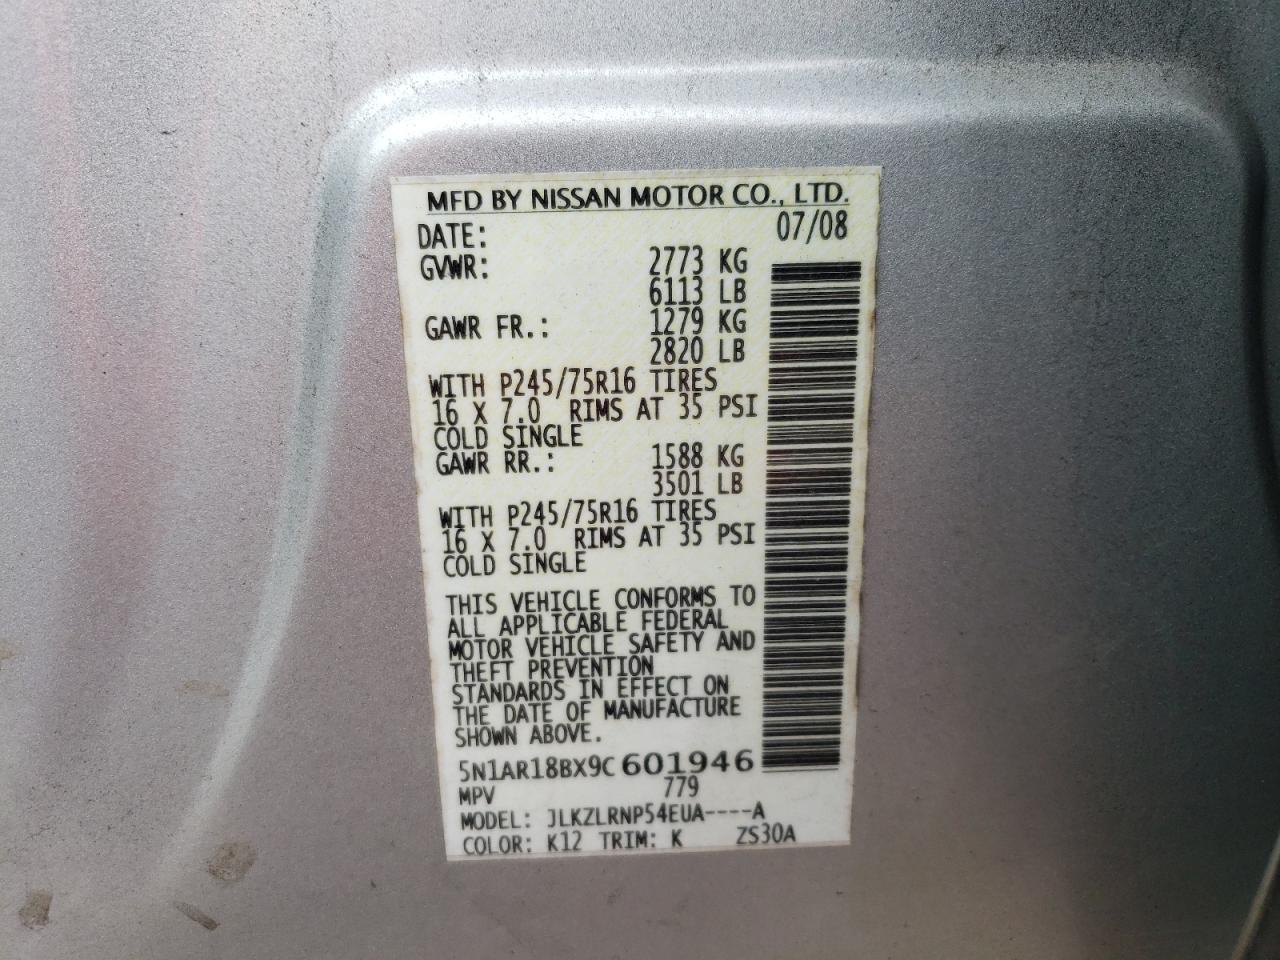 MFD BY NISSAN MOTOR CO., LTD.
DATE: 07/08
GVWR: 2773 KG
6113 LB
GAWR FR.: 1279 KG
2820 LB
WITH P245/75R16 TIRES
16 X 7.0 RIMS AT 35 PSI
COLD SINGLE
GAWR RR.: 1588 KG
3501 LB
WITH P245/75R16 TIRES
16 X 7.0 RIMS AT 35 PSI
COLD SINGLE
THIS VEHICLE CONFORMS TO
ALL APPLICABLE FEDERAL
MOTOR VEHICLE SAFETY AND
THEFT PREVENTION
STANDARDS IN EFFECT ON
THE DATE OF MANUFACTURE
SHOWN ABOVE.
5N1AR18BX9C601946
MPV 779
MODEL: JLKZLRNP54EUA----A
COLOR: K12 TRIM: K ZS30A